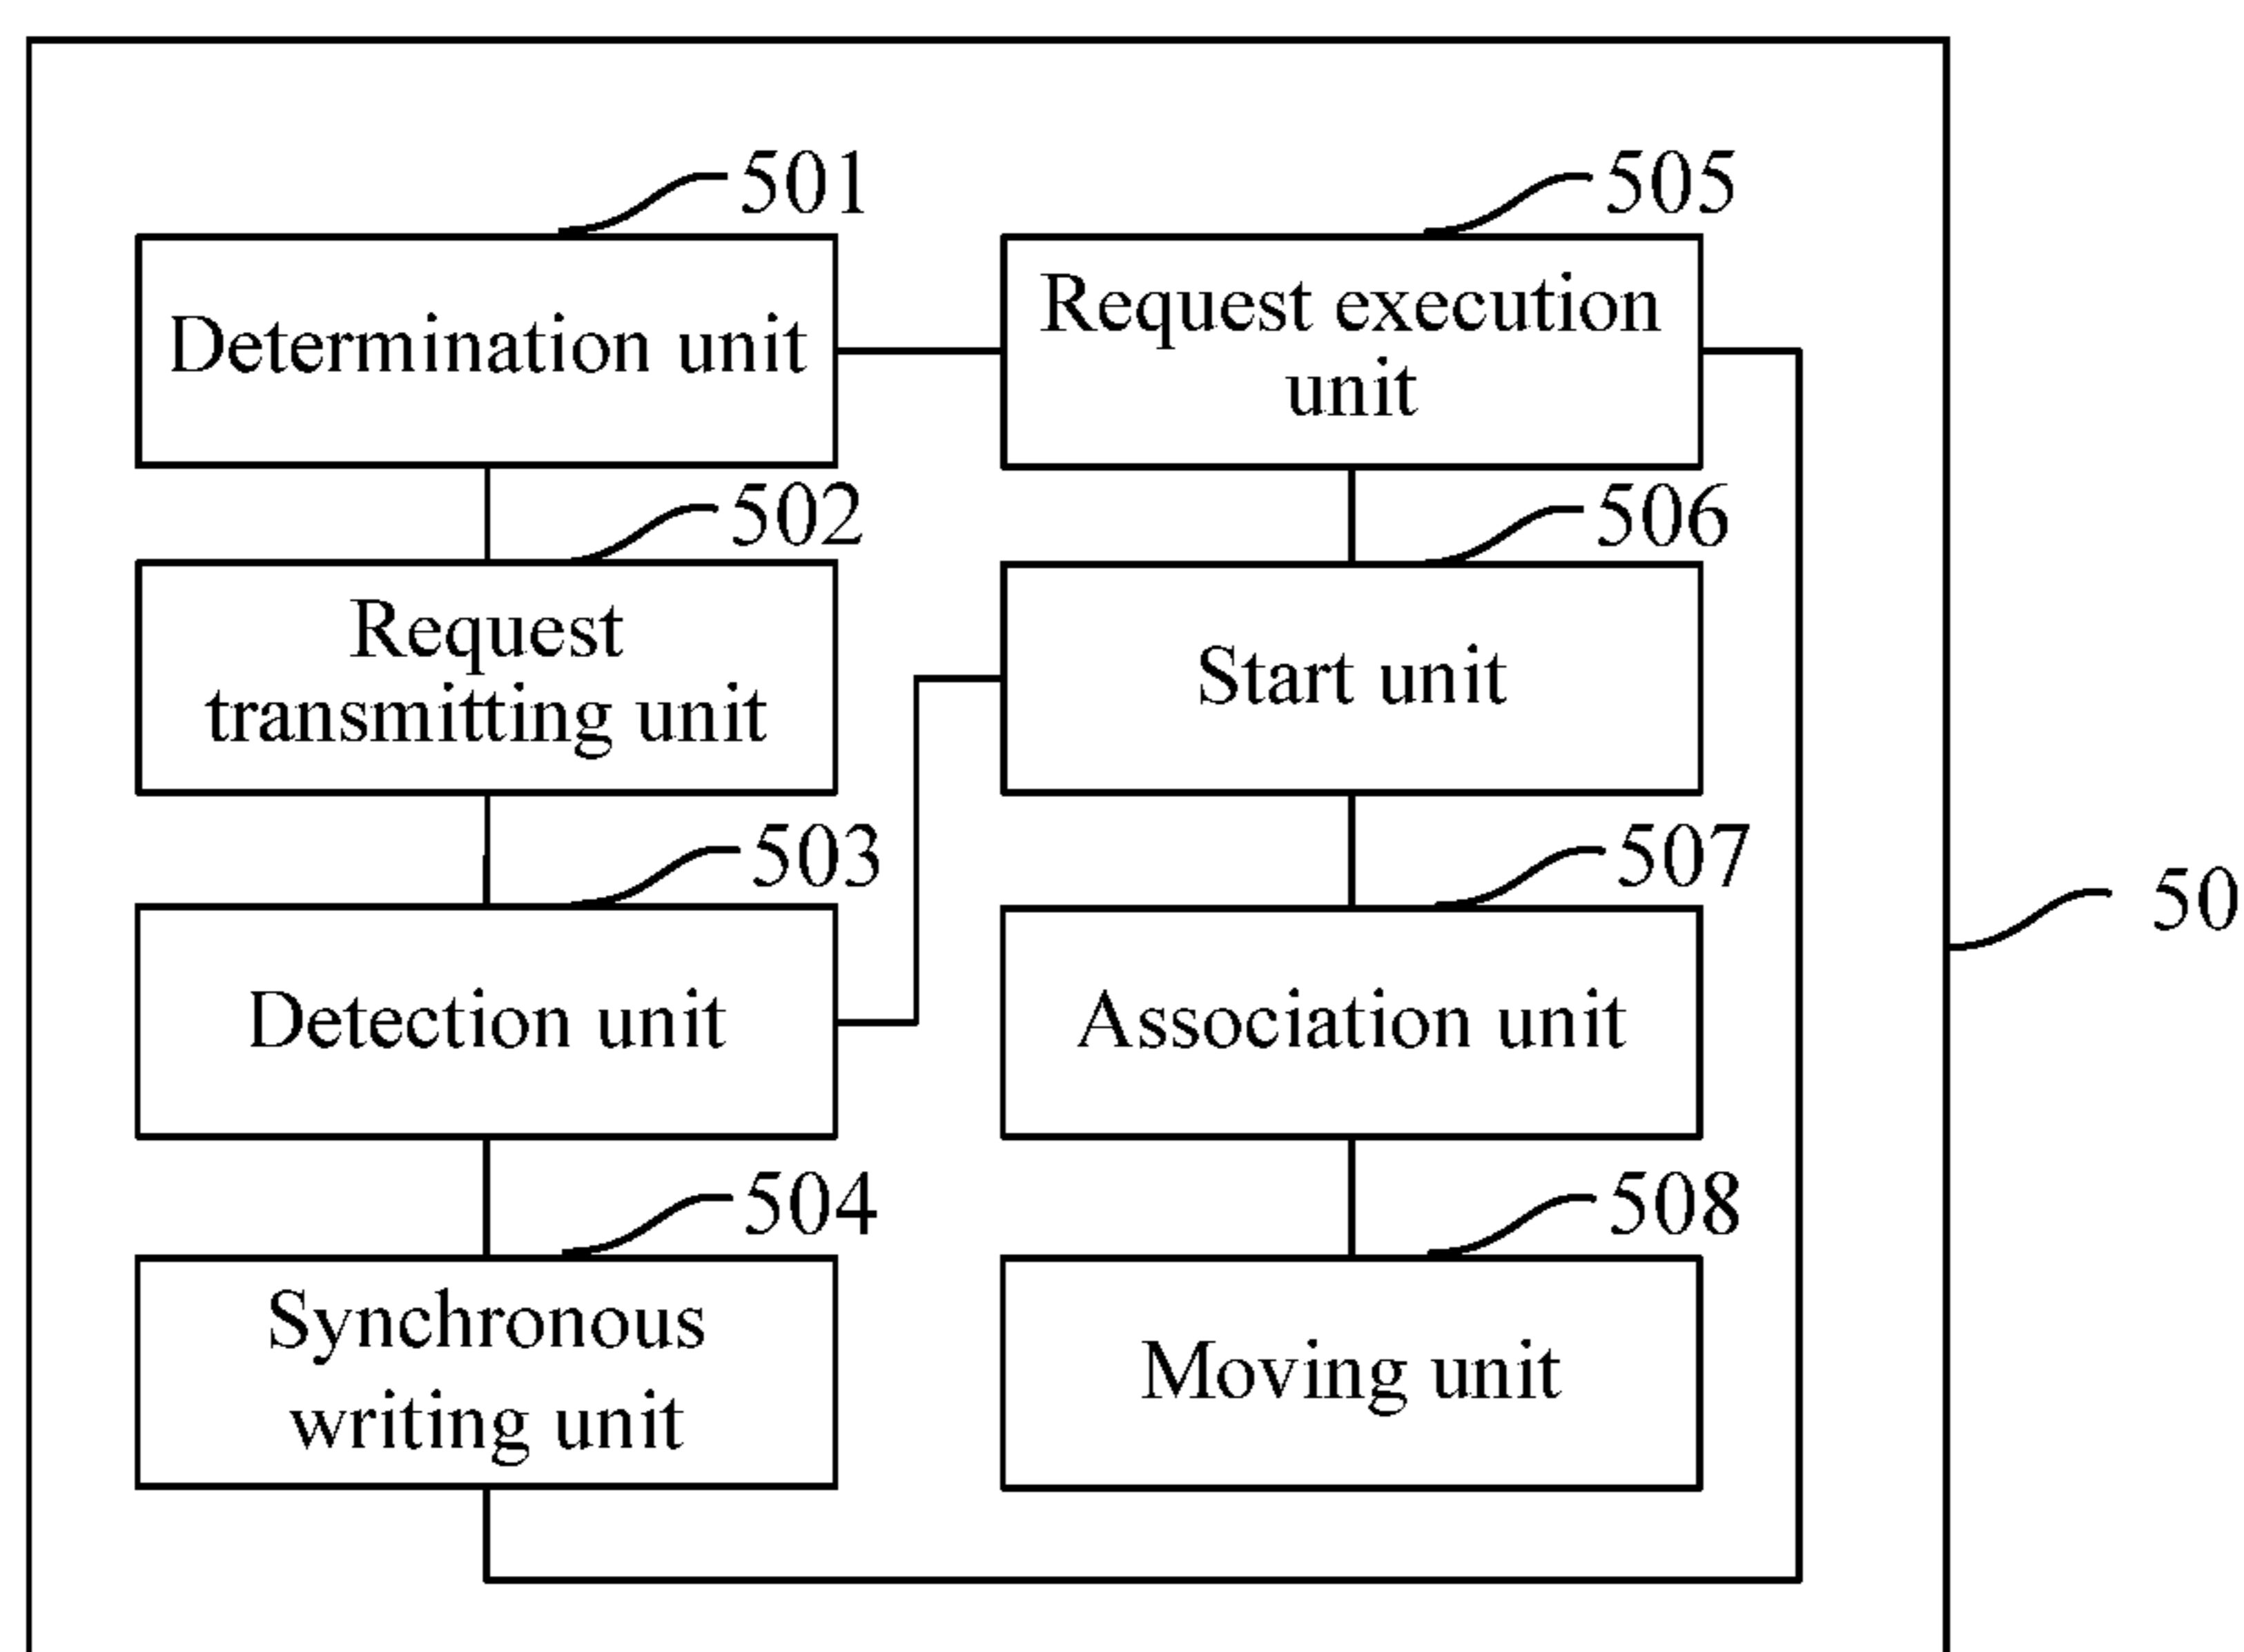 501
Determination unit
505
Request execution
unit
502
Request
transmitting unit
506
Start unit
503
Detection unit
507
Association unit
50
504
Synchronous
writing unit
508
Moving unit